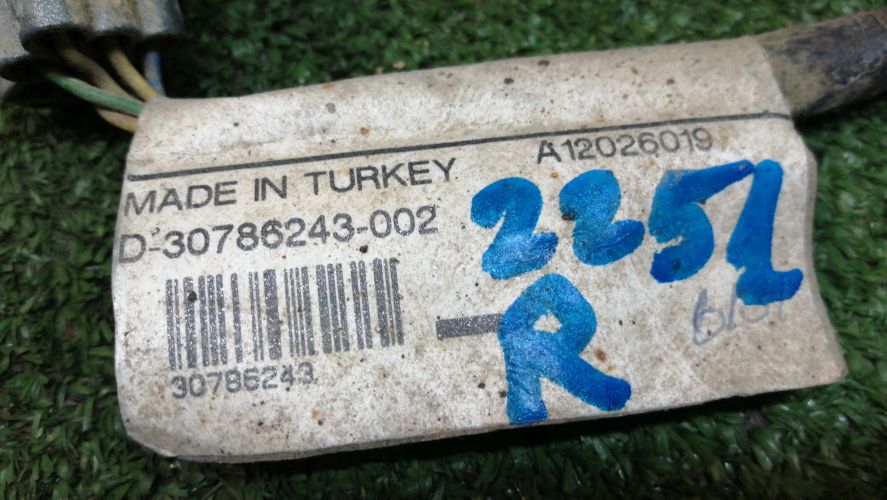 A12026019
MADE IN TURKEY
D-30786243-002
2251
R
30786243